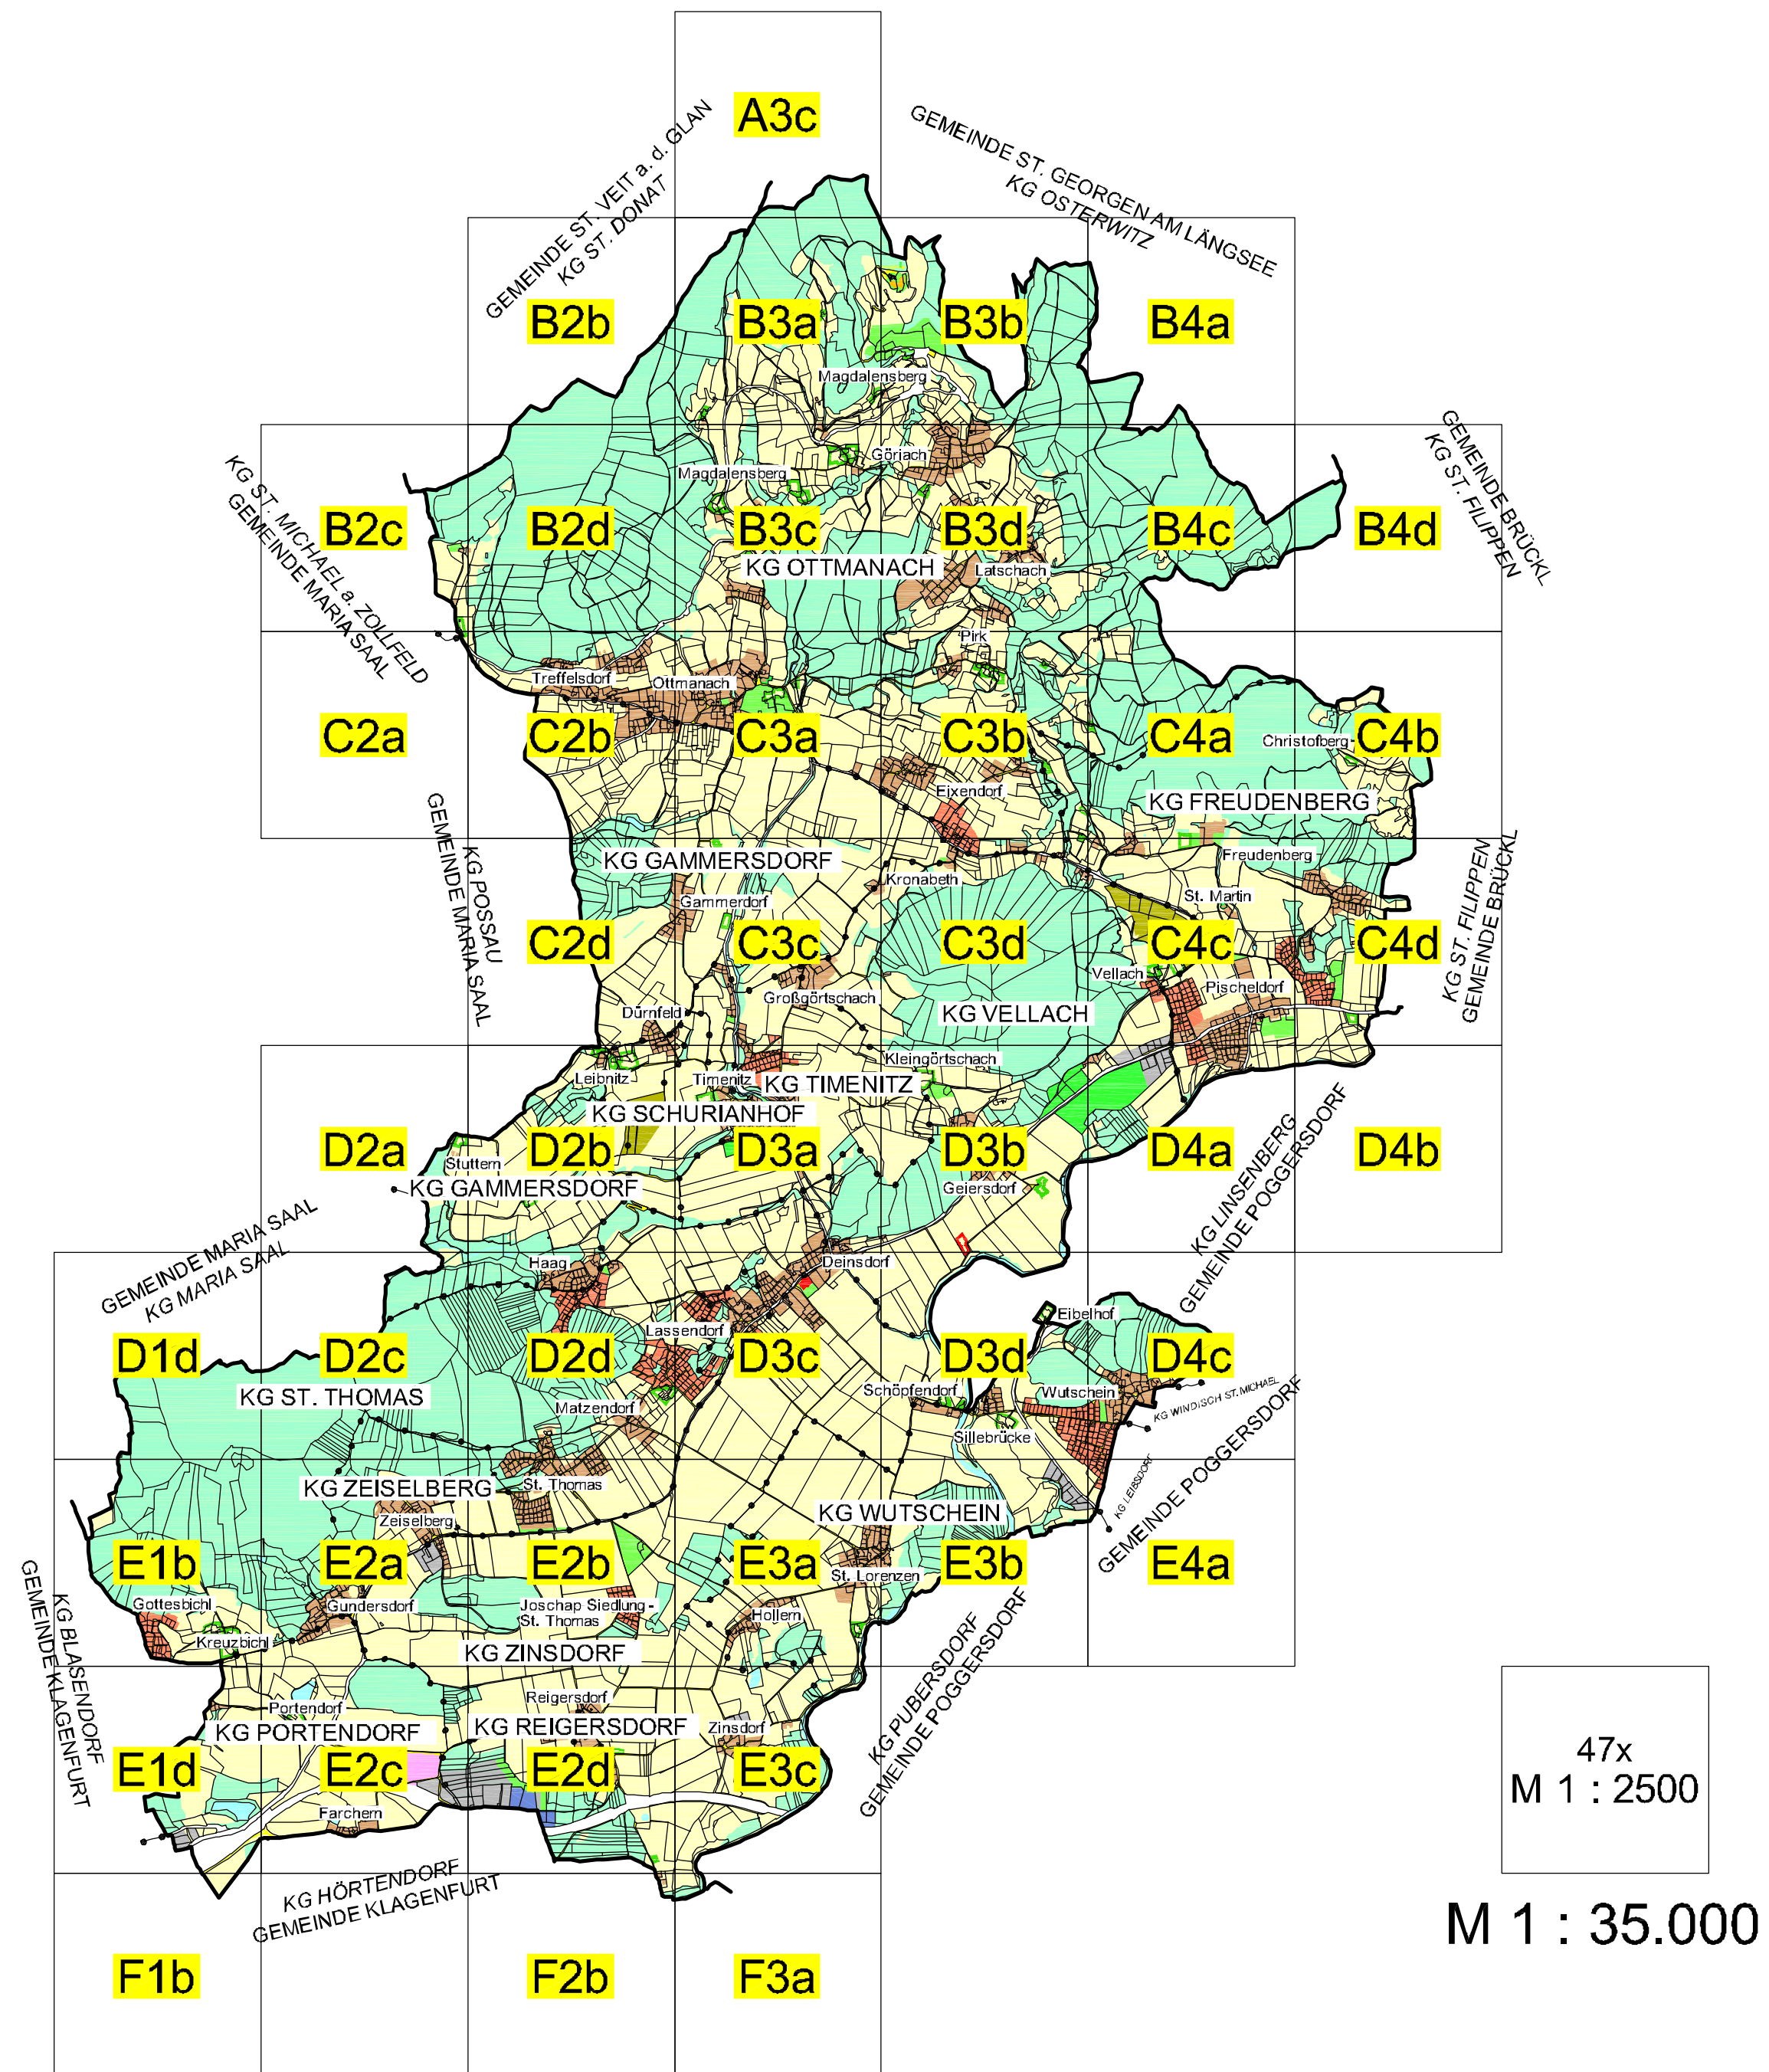 A3c
GEMEINDE ST. VEIT a. d. GLAN
KG ST. DONAT
GEMEINDE ST. GEORGEN AM LÄNGSEE
KG OSTERWITZ
B2b
B3a
B3b
B4a
Magdalensberg
GEMEINDE BRÜCKL
KG ST. FILIPPEN
KG ST. MICHAEL a. ZOLLFELD
GEMEINDE MARIA SAAL
Görjach
Magdalensberg
B2c
B2d
B3c
B3d
B4c
B4d
KG OTTMANACH
Latschach
Pirk
Treffelsdorf
Ottmanach
C2a
C2b
C3a
C3b
C4a
Christofberg
C4b
Eixendorf
KG FREUDENBERG
KG POSSAU
GEMEINDE MARIA SAAL
KG GAMMERSDORF
Freudenberg
Kronabeth
Gammerdorf
St. Martin
KG ST. FILIPPEN
GEMEINDE BRÜCKL
C2d
C3c
C3d
C4c
C4d
Vellach
Pischeldorf
Großgörtschach
Dürnfeld
KG VELLACH
Kleingörtschach
Leibnitz
Timenitz
KG TIMENITZ
KG SCHURIANHOF
D2a
D2b
D3a
D3b
D4a
D4b
Stuttern
KG GAMMERSDORF
Geiersdorf
KG LINSENBERG
GEMEINDE POGGERSDORF
GEMEINDE MARIA SAAL
KG MARIA SAAL
Haag
Deinsdorf
Eibelhof
Lassendorf
D1d
D2c
D2d
D3c
D3d
D4c
KG ST. THOMAS
Schöpfendorf
Wutschein
KG WINDISCH ST. MICHAEL
Matzendorf
Sillebrücke
KG LEIBSDORF
GEMEINDE POGGERSDORF
KG ZEISELBERG
St. Thomas
KG WUTSCHEIN
Zeiselberg
E1b
E2a
E2b
E3a
E3b
E4a
St. Lorenzen
Gottesbichl
Gundersdorf
Joschap Siedlung -
St. Thomas
Hollern
Kreuzbichl
KG ZINSDORF
KG BLASENDORF
GEMEINDE KLAGENFURT
KG PUBERSDORF
GEMEINDE POGGERSDORF
Reigersdorf
Portendorf
KG PORTENDORF
KG REIGERSDORF
Zinsdorf
E1d
E2c
E2d
E3c
Farchern
47x
M 1 : 2500
KG HÖRTENDORF
GEMEINDE KLAGENFURT
M 1 : 35.000
F1b
F2b
F3a